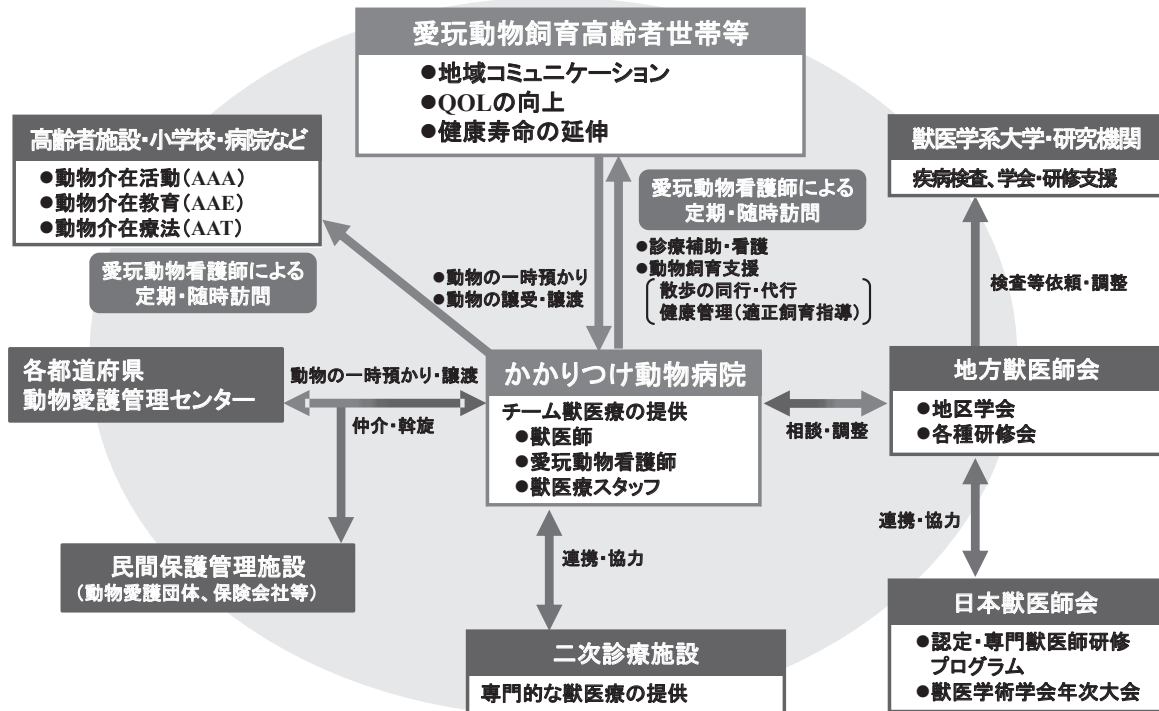 愛玩動物飼育高齢者世帯等
●地域コミュニケーション
●QOLの向上
●健康寿命の延伸
高齢者施設・小学校・病院など
●動物介在活動（AAA）
●動物介在教育（AAE）
●動物介在療法（AAT）
愛玩動物看護師による
定期・随時訪問
獣医学系大学・研究機関
疾病検査、学会・研修支援
愛玩動物看護師による
定期・随時訪問
●診療補助・看護
●動物飼育支援
散歩の同行・代行
健康管理（適正飼育指導）
●動物の一時預かり
●動物の譲受・譲渡
検査等依頼・調整
各都道府県
動物愛護管理センター
動物の一時預かり・譲渡
仲介・斡旋
かかりつけ動物病院
チーム獣医療の提供
●獣医師
●愛玩動物看護師
●獣医療スタッフ
相談・調整
地方獣医師会
●地区学会
●各種研修会
民間保護管理施設
（動物愛護団体、保険会社等）
連携・協力
連携・協力
二次診療施設
専門的な獣医療の提供
日本獣医師会
●認定・専門獣医師研修
プログラム
●獣医学術学会年次大会